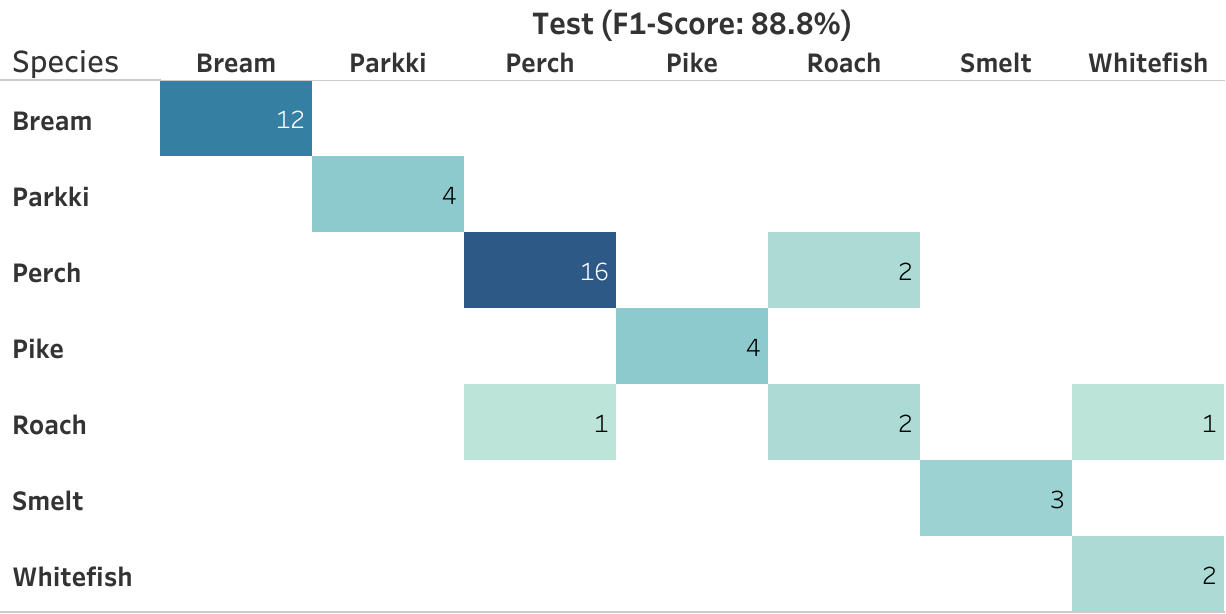 Test (F1-Score: 88.8%)
Species Bream Parkki Perch Pike Roach Smelt Whitefish
Bream 12
Parkki 4
Perch 16 2
Pike 4
Roach 1 2 1
Smelt 3
Whitefish 2